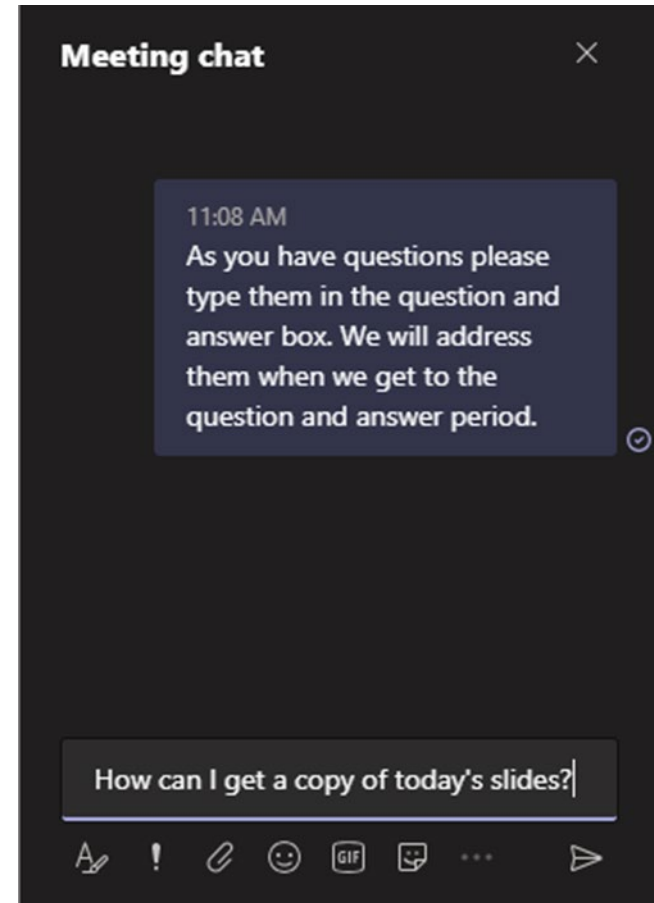 Meeting chat
11:08 AM
As you have questions please
type them in the question and
answer box. We will address
them when we get to the
question and answer period.
How can I get a copy of today's slides?
GIF